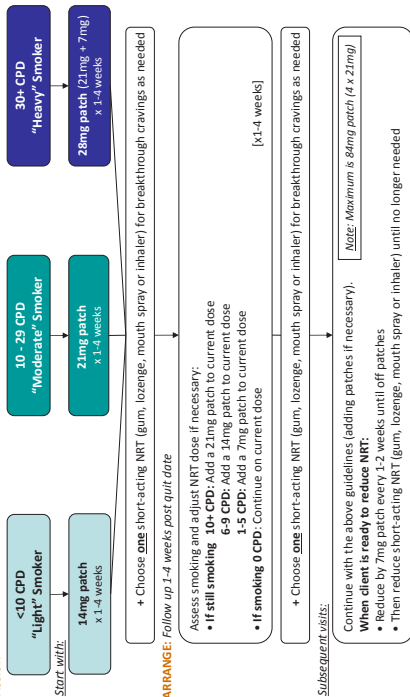 <10 CPD
"Light" Smoker
10 - 29 CPD
"Moderate" Smoker
30+ CPD
"Heavy" Smoker
Start with:
14mg patch
x 1-4 weeks
21mg patch
x 1-4 weeks
28mg patch (21mg + 7mg)
x 1-4 weeks
+ Choose one short-acting NRT (gum, lozenge, mouth spray or inhaler) for breakthrough cravings as needed
ARRANGE: Follow up 1-4 weeks post quit date
Assess smoking and adjust NRT dose if necessary:
• If still smoking 10+ CPD: Add a 21mg patch to current dose
6-9 CPD: Add a 14mg patch to current dose
1-5 CPD: Add a 7mg patch to current dose
• If smoking 0 CPD: Continue on current dose
[x1-4 weeks]
+ Choose one short-acting NRT (gum, lozenge, mouth spray or inhaler) for breakthrough cravings as needed
Subsequent visits:
Continue with the above guidelines (adding patches if necessary).
Note: Maximum is 84mg patch (4 x 21mg)
When client is ready to reduce NRT:
• Reduce by 7mg patch every 1-2 weeks until off patches
• Then reduce short-acting NRT (gum, lozenge, mouth spray or inhaler) until no longer needed